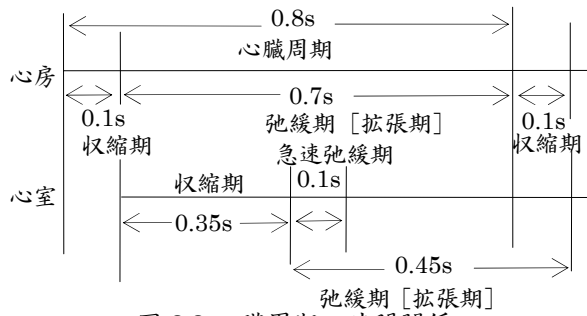 0.8s
心臓周期
心房
0.1s
収縮期
0.7s
弛緩期［拡張期］
0.1s
収縮期
急速弛緩期
心室
収縮期
0.1s
0.35s
0.45s
弛緩期［拡張期］